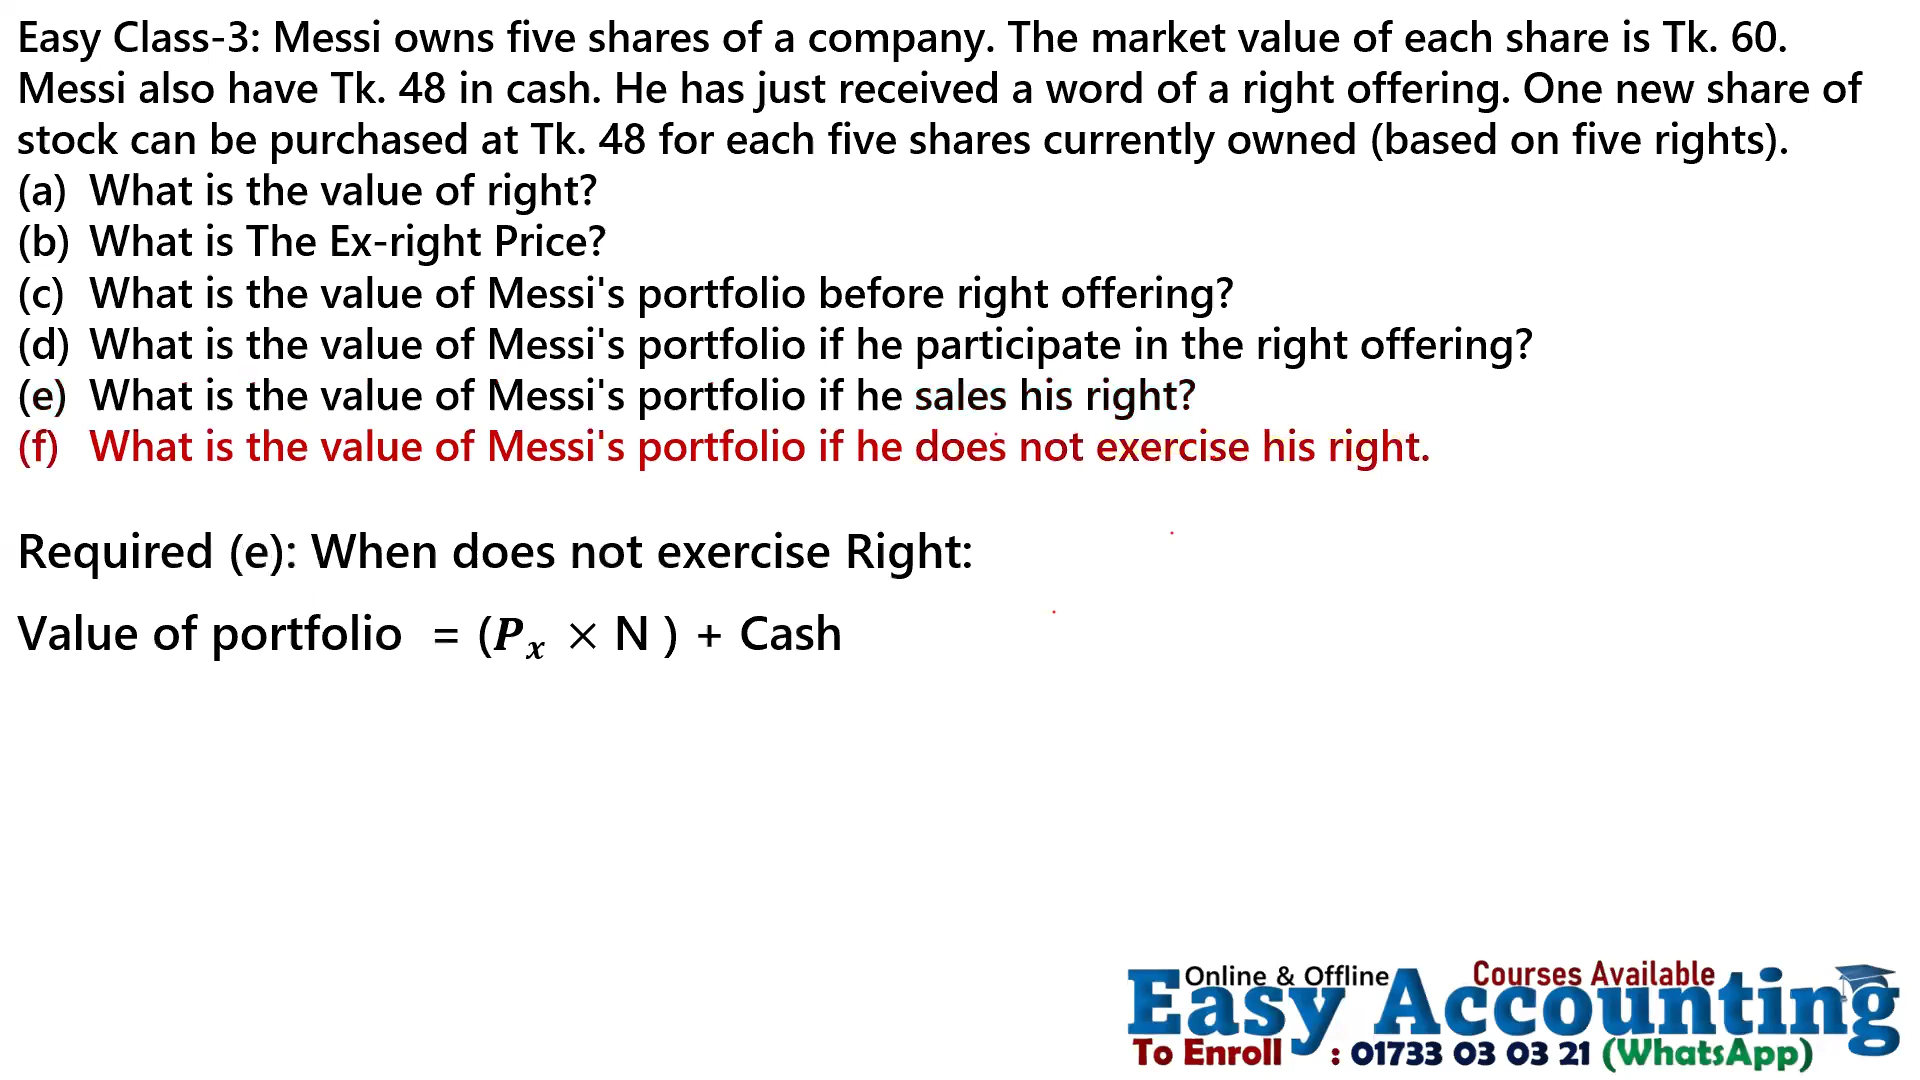 Easy Class-3: Messi owns five shares of a company. The market value of each share is Tk. 60.
Messi also have Tk. 48 in cash. He has just received a word of a right offering. One new share of
stock can be purchased at Tk. 48 for each five shares currently owned (based on five rights).
(a) What is the value of right?
(b) What is The Ex-right Price?
(c) What is the value of Messi's portfolio before right offering?
(d) What is the value of Messi's portfolio if he participate in the right offering?
(e) What is the value of Messi's portfolio if he sales his right?
(f) What is the value of Messi's portfolio if he does not exercise his right.
Required (e): When does not exercise Right:
Value of portfolio = (Pₓ × N ) + Cash
Online & Offline Courses Available
Easy Accounting
To Enroll : 01733 03 03 21 (WhatsApp)